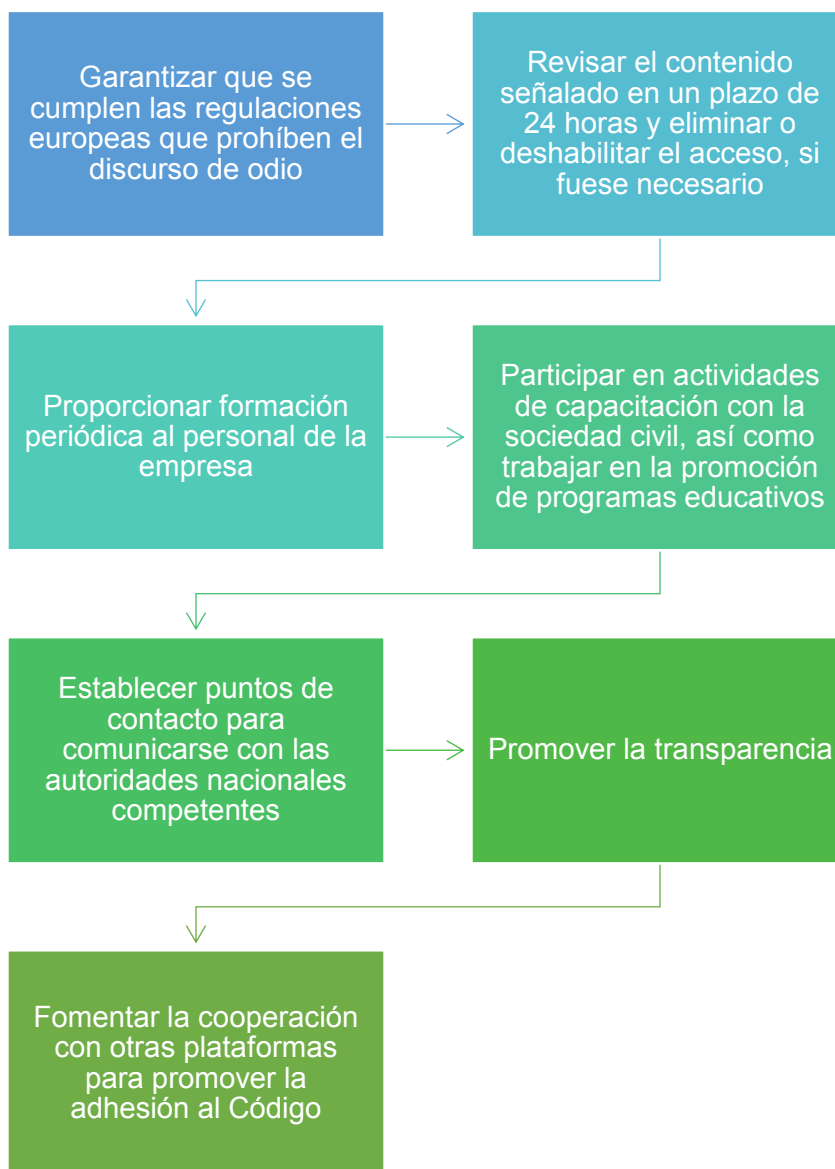 Garantizar que se
cumplen las regulaciones
europeas que prohíben el
discurso de odio
Revisar el contenido
señalado en un plazo de
24 horas y eliminar o
deshabilitar el acceso, si
fuese necesario
Proporcionar formación
periódica al personal de la
empresa
Participar en actividades
de capacitación con la
sociedad civil, así como
trabajar en la promoción
de programas educativos
Establecer puntos de
contacto para
comunicarse con las
autoridades nacionales
competentes
Promover la transparencia
Fomentar la cooperación
con otras plataformas
para promover la
adhesión al Código